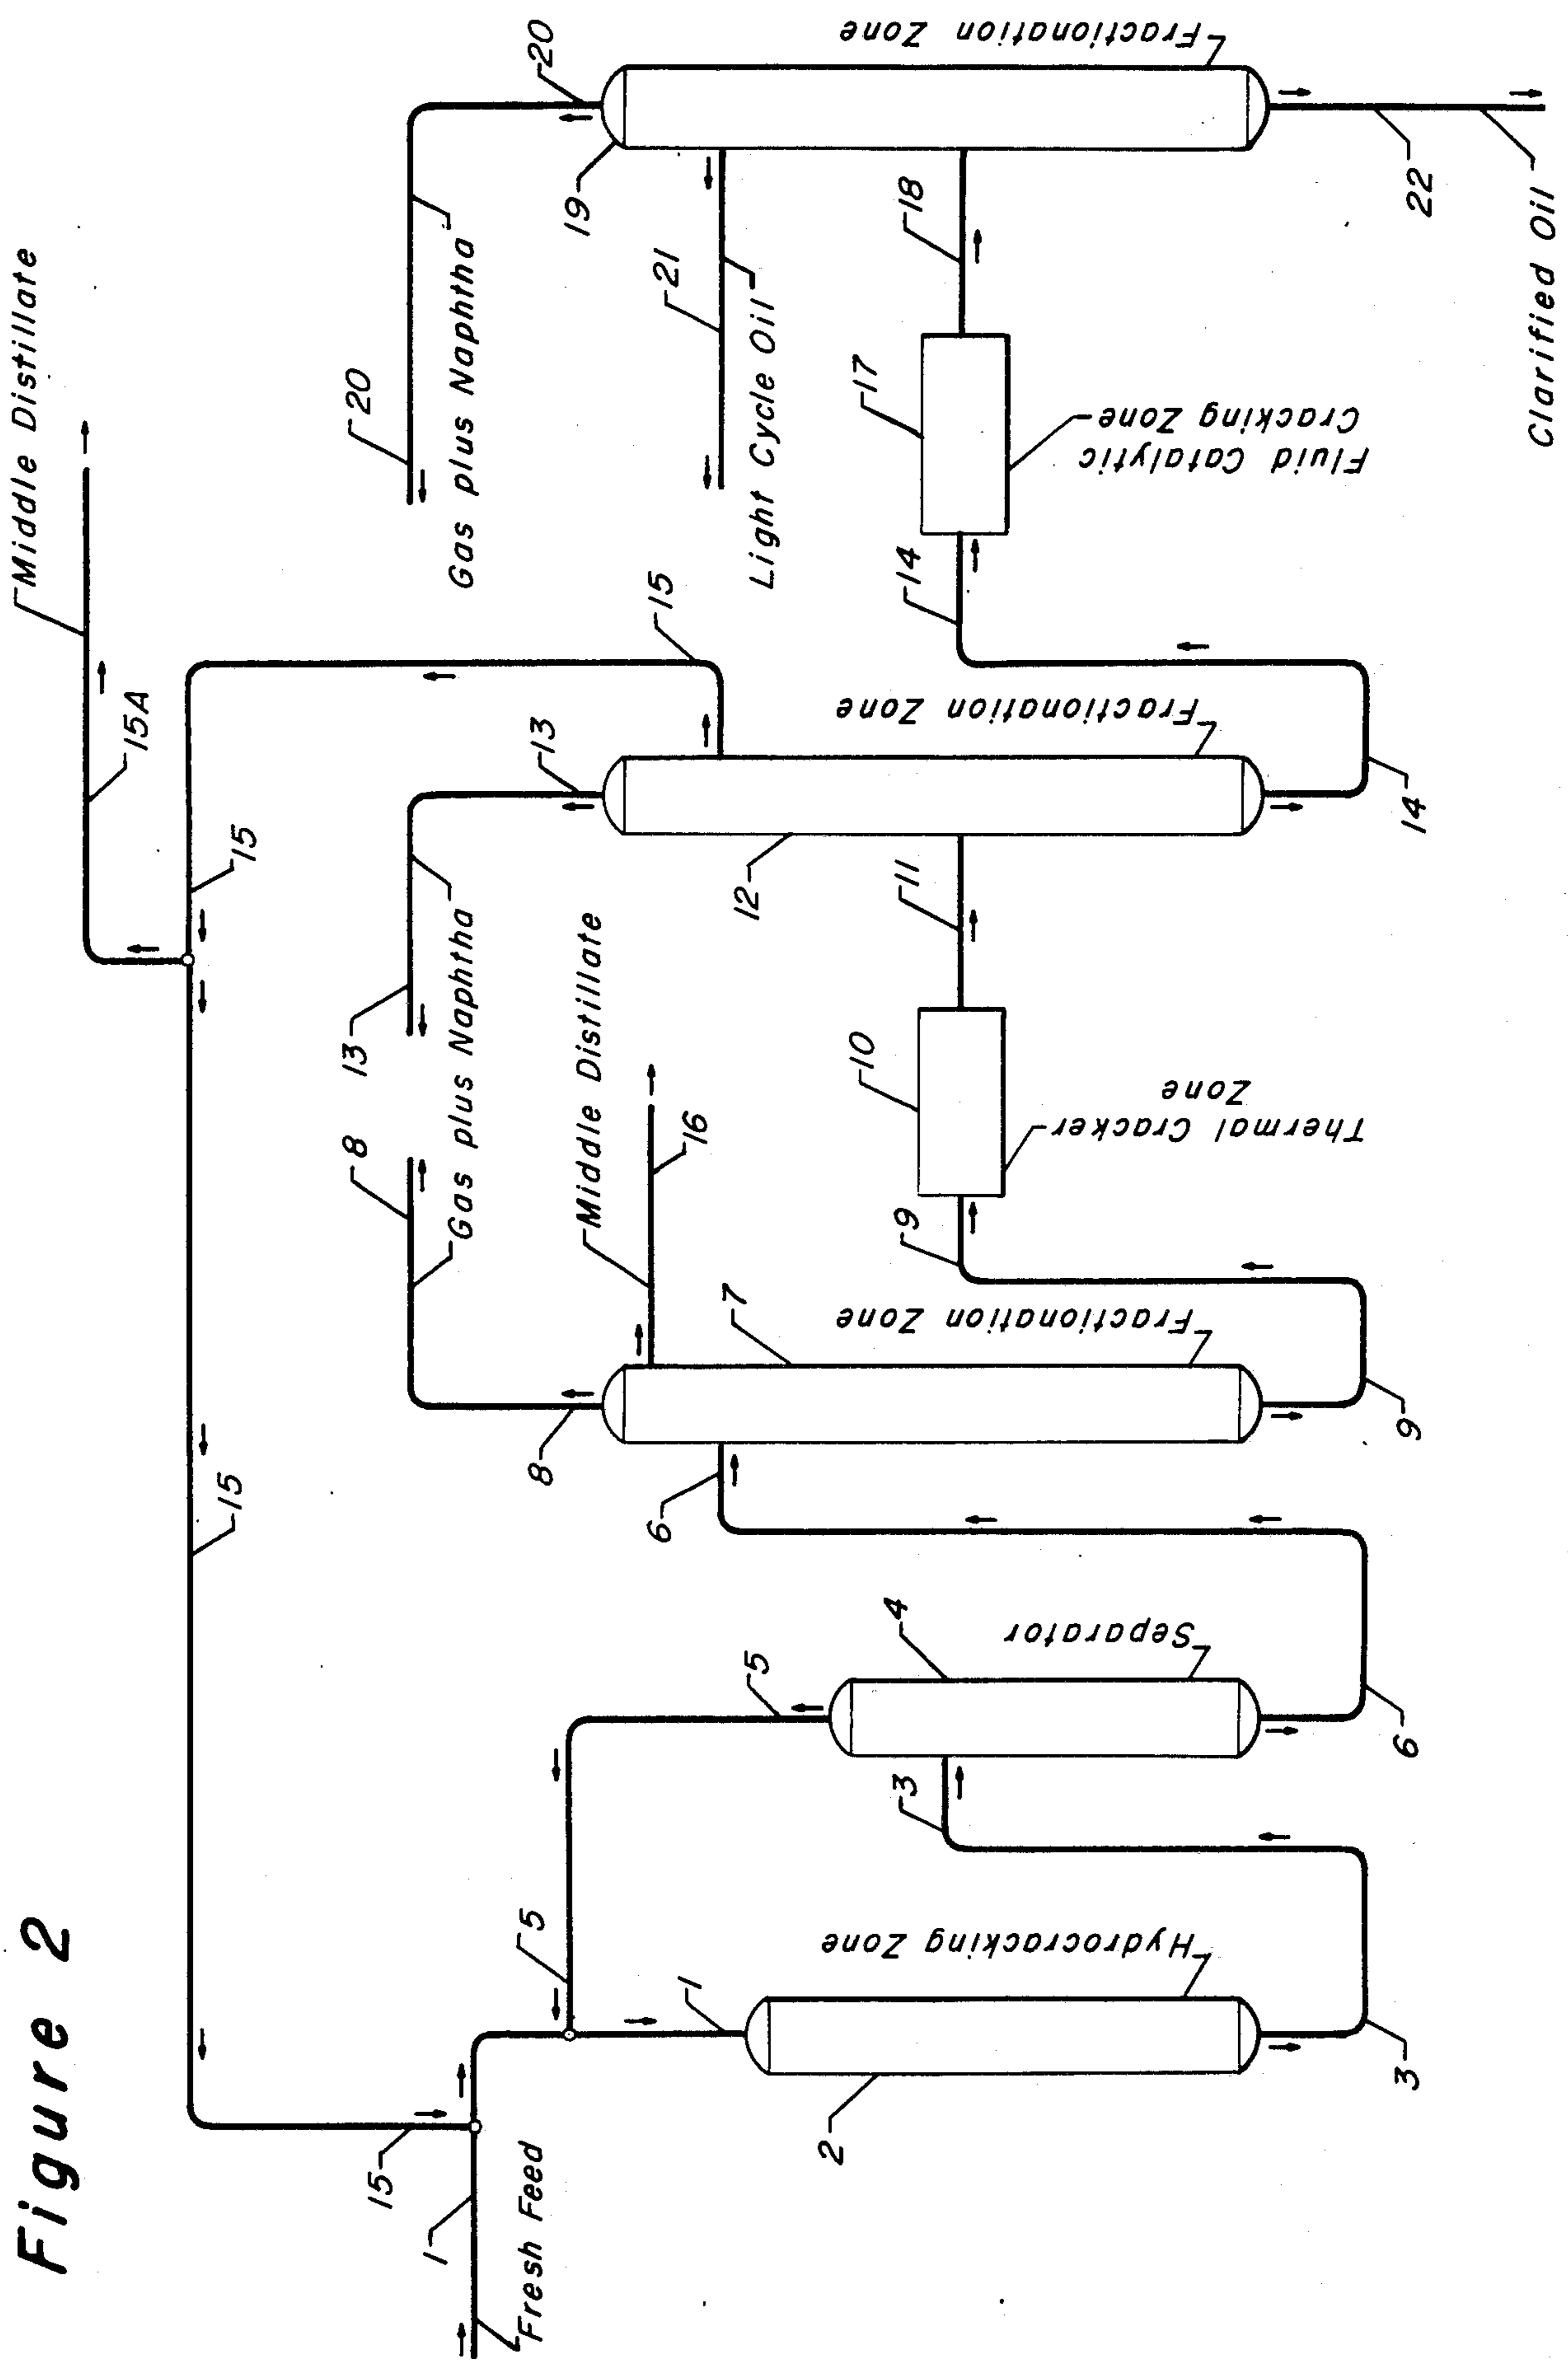 Figure 2
Middle Distillate
15A
15
15
15
15
1
Fresh Feed
5
5
1
2
Hydrocracking Zone
3
3
4
Separator
6
6
8
8
Gas plus Naphtha
13
13
Middle Distillate
16
7
Fractionation Zone
9
9
10
Thermal Cracker
Zone
11
12
Fractionation Zone
14
14
17
Fluid Catalytic
Cracking Zone
18
19
20
20
Gas plus Naphtha
21
Light Cycle Oil
Fractionation Zone
22
Clarified Oil